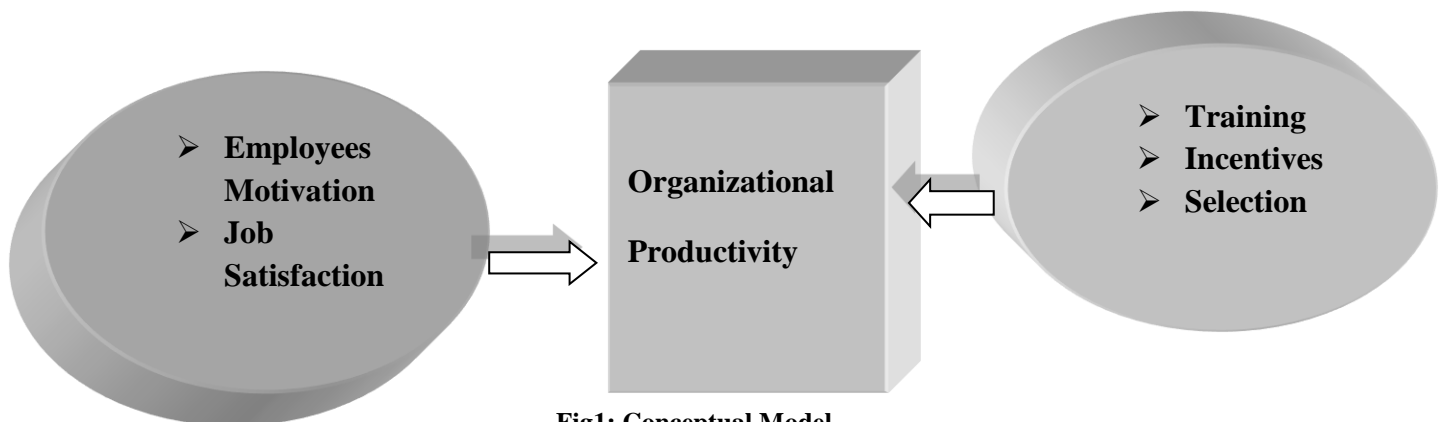 ➢ Employees
Motivation
➢ Job
Satisfaction
Organizational
Productivity
➢ Training
➢ Incentives
➢ Selection
Fig1: Conceptual Model